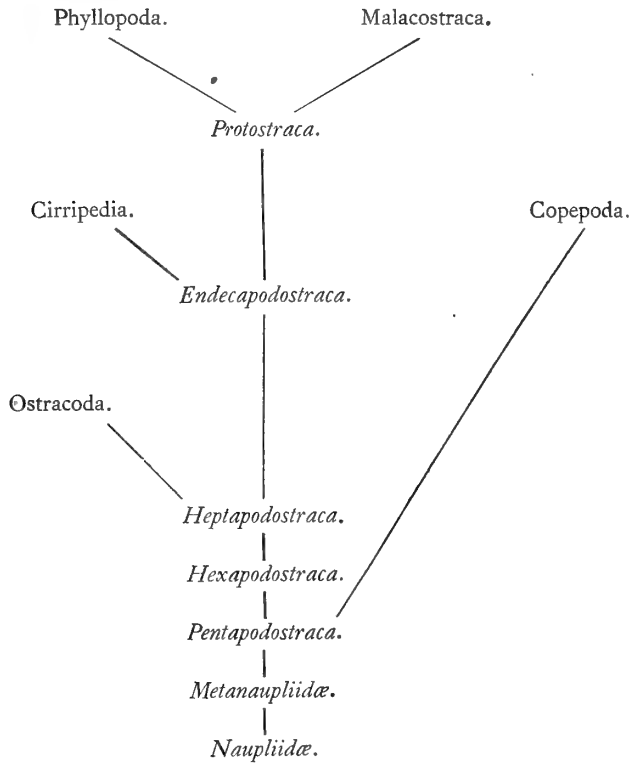 Phyllopoda. Malacostraca.
Protostraca.
Cirripedia. Copepoda.
Endecapodostraca.
Ostracoda.
Heptapodostraca.
Hexapodostraca.
Pentapodostraca.
Metanaupliidæ.
Naupliidæ.